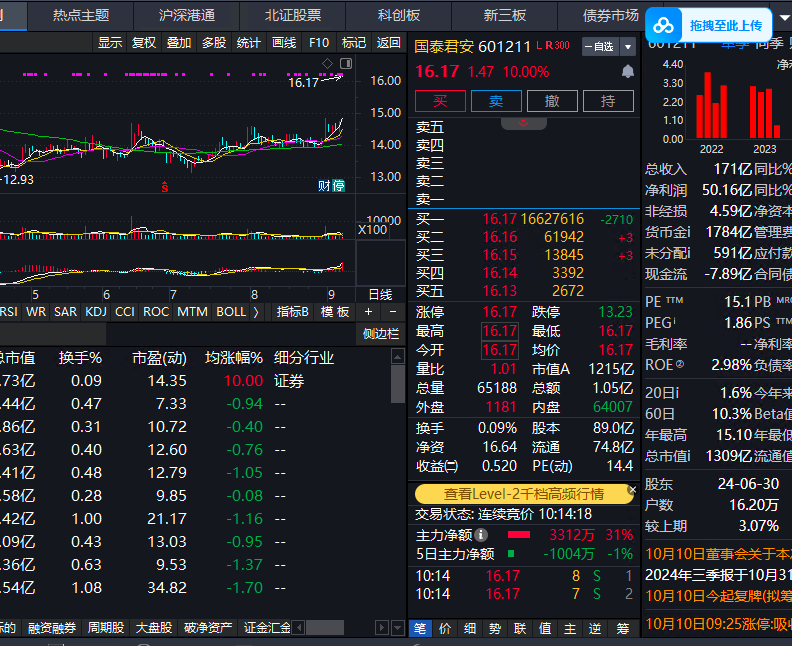 热点主题 沪深港通 北证股票 科创板 新三板 债券市场
拖拽至此上传
显示 复权 叠加 多股 统计 画线 F10 标记 返回
16.17
16.00
15.00
14.00
13.00
12.93
财 停
10000
X100
5 6 7 8 9 日线
RSI WR SAR KDJ CCI ROC MTM BOLL 指标B 模板 + -
侧边栏
总市值 换手% 市盈(动) 均涨幅% 细分行业
.73亿 0.09 14.35 10.00 证券
.44亿 0.47 7.33 -0.94 --
.86亿 0.31 10.72 -0.40 --
.63亿 0.40 12.60 -0.76 --
.41亿 0.48 12.79 -1.05 --
.58亿 0.28 9.85 -0.08 --
.42亿 1.00 21.17 -1.16 --
.09亿 0.43 13.03 -0.95 --
.36亿 0.63 9.53 -1.37 --
.54亿 1.08 34.82 -1.70 --
融资融券 周期股 大盘股 破净资产 证金汇金
国泰君安 601211 L R300 -自选
16.17 1.47 10.00%
买 卖 撤 持
卖五
卖四
卖三
卖二
卖一
买一 16.17 16627616 -2710
买二 16.16 61942 +3
买三 16.15 13845 +3
买四 16.14 3392
买五 16.13 2672
涨停 16.17 跌停 13.23
最高 16.17 最低 16.17
今开 16.17 均价 16.17
量比 1.01 市值A 1215亿
总量 65188 总额 1.05亿
外盘 1181 内盘 64007
换手 0.09% 股本 89.0亿
净资 16.64 流通 74.8亿
收益㈡ 0.520 PE(动) 14.4
查看Level-2千档高频行情
交易状态: 连续竞价 10:14:18
主力净额 3312万 31%
5日主力净额 -1004万 -1%
10:14 16.17 8 S 1
10:14 16.17 7 S 2
笔 价 细 势 联 值 主 逆 筹
4.40
3.30
2.20
1.10
0.00
2022 2023
总收入 171亿 同比%
净利润 50.16亿 同比%
非经损 4.59亿 净资本
货币金i 1784亿 管理费
未分配i 591亿 应付款
现金流 -7.89亿 合同债
PE TTM 15.1 PB MR
PEG 1.86 PS TTM
毛利率 -- 净利率
ROE② 2.98% 负债率
20日i 1.6% 今年来
60日 10.3% Beta值
年最高 15.10 年最低
总市值i 1309亿 流通值
股东 24-06-30
户数 16.20万
较上期 3.07%
10月10日董事会关于本
2024年三季报于10月31
10月10日今起复牌(拟筹
10月10日09:25涨停:吸收